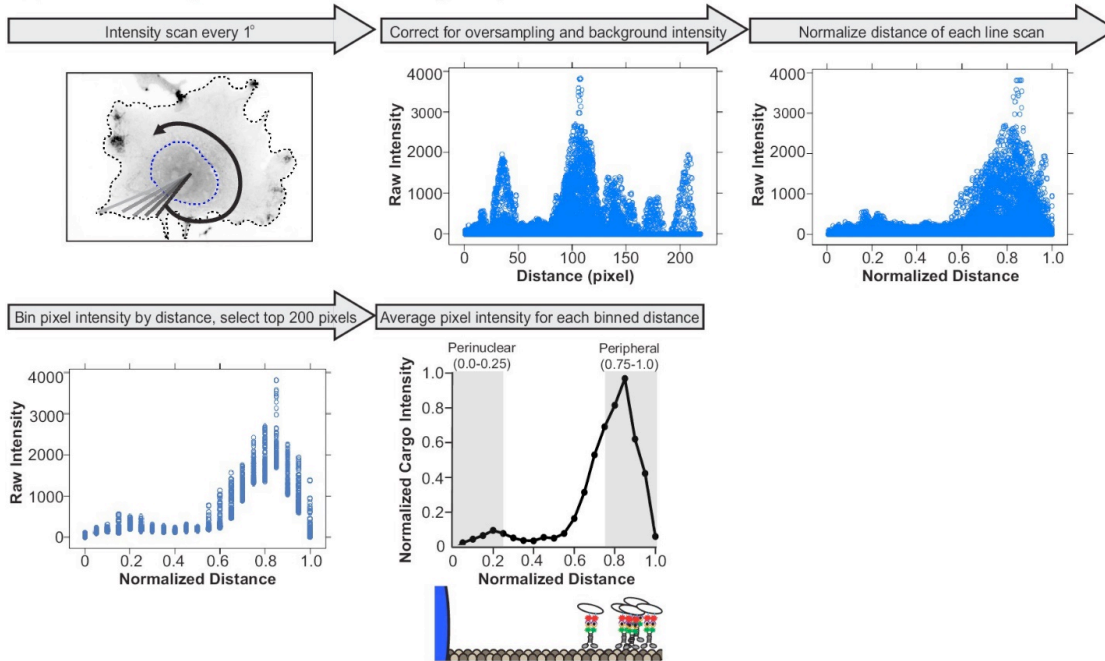 Intensity scan every 1°
Correct for oversampling and background intensity
Normalize distance of each line scan
4000
3000
2000
1000
0
Raw Intensity
0 50 100 150 200
Distance (pixel)
4000
3000
2000
1000
0
Raw Intensity
0 0.2 0.4 0.6 0.8 1.0
Normalized Distance
Bin pixel intensity by distance, select top 200 pixels
Average pixel intensity for each binned distance
4000
3000
2000
1000
0
Raw Intensity
0 0.2 0.4 0.6 0.8 1.0
Normalized Distance
Perinuclear
(0.0-0.25)
Peripheral
(0.75-1.0)
1.0
0.8
0.6
0.4
0.2
0
Normalized Cargo Intensity
0 0.2 0.4 0.6 0.8 1.0
Normalized Distance